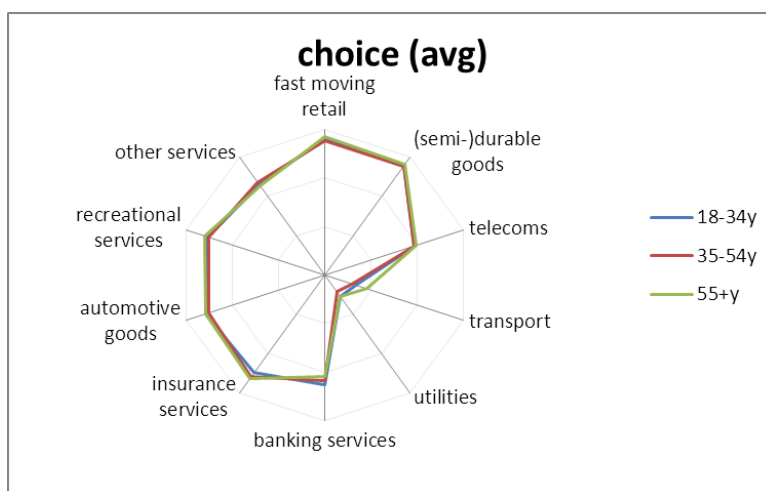 choice (avg)
fast moving
retail
(semi-)durable
goods
telecoms
transport
utilities
banking services
insurance
services
automotive
goods
recreational
services
other services
18-34y
35-54y
55+y